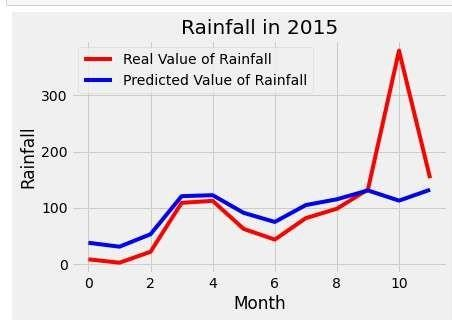 Rainfall in 2015
Real Value of Rainfall
Predicted Value of Rainfall
Rainfall
300
200
100
0
0 2 4 6 8 10
Month